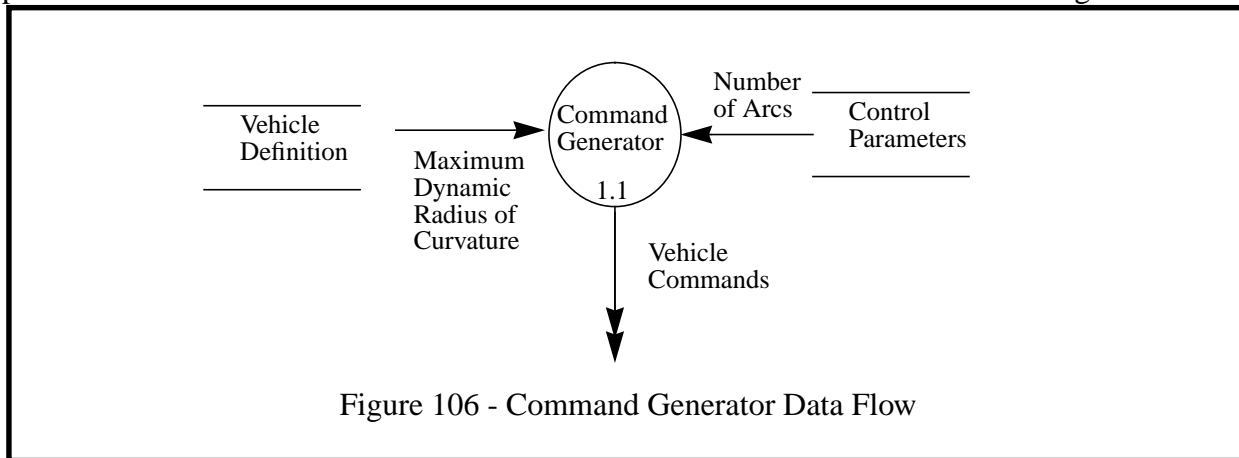 Vehicle
Definition
Maximum
Dynamic
Radius of
Curvature
Command
Generator
1.1
Number
of Arcs
Control
Parameters
Vehicle
Commands
Figure 106 - Command Generator Data Flow